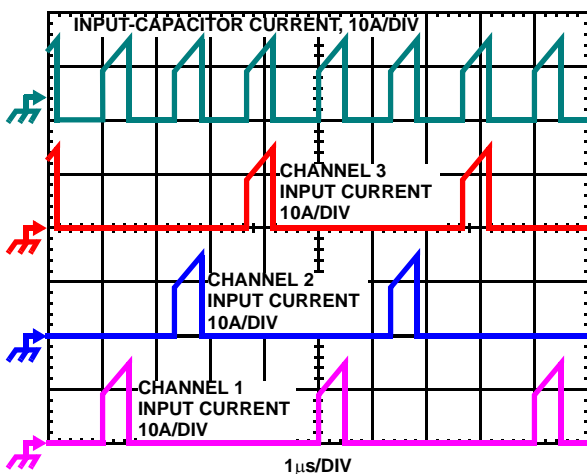 INPUT-CAPACITOR CURRENT, 10A/DIV
CHANNEL 3
INPUT CURRENT
10A/DIV
CHANNEL 2
INPUT CURRENT
10A/DIV
CHANNEL 1
INPUT CURRENT
10A/DIV
1μs/DIV